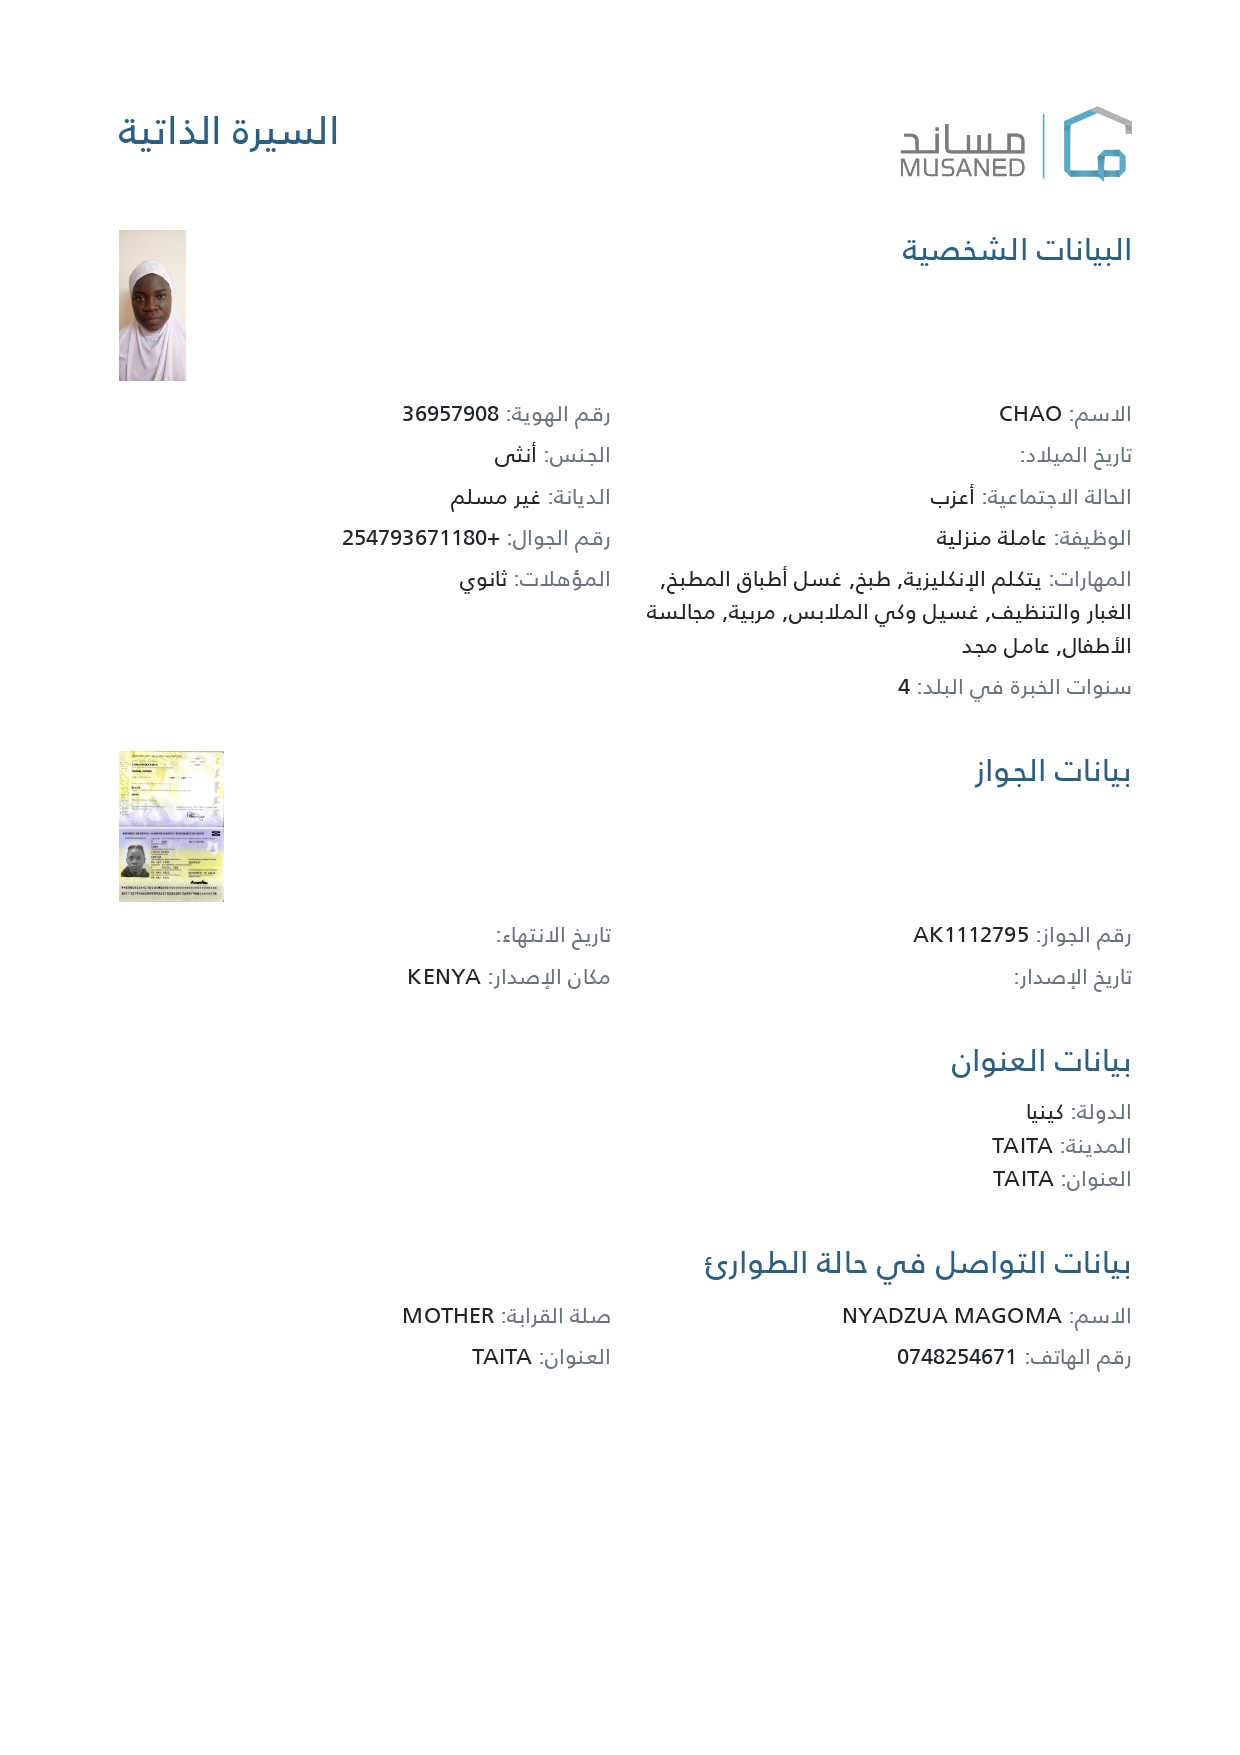 السيرة الذاتية
مساند
MUSANED
البيانات الشخصية
الاسم: CHAO
رقم الهوية: 36957908
تاريخ الميلاد:
الجنس: أنثى
الحالة الاجتماعية: أعزب
الديانة: غير مسلم
الوظيفة: عاملة منزلية
رقم الجوال: +254793671180
المهارات: يتكلم الإنكليزية, طبخ, غسل أطباق المطبخ,
الغبار والتنظيف, غسيل وكي الملابس, مربية, مجالسة
الأطفال, عامل مجد
المؤهلات: ثانوي
سنوات الخبرة في البلد: 4
بيانات الجواز
رقم الجواز: AK1112795
تاريخ الانتهاء:
تاريخ الإصدار:
مكان الإصدار: KENYA
بيانات العنوان
الدولة: كينيا
المدينة: TAITA
العنوان: TAITA
بيانات التواصل في حالة الطوارئ
الاسم: NYADZUA MAGOMA
صلة القرابة: MOTHER
رقم الهاتف: 0748254671
العنوان: TAITA